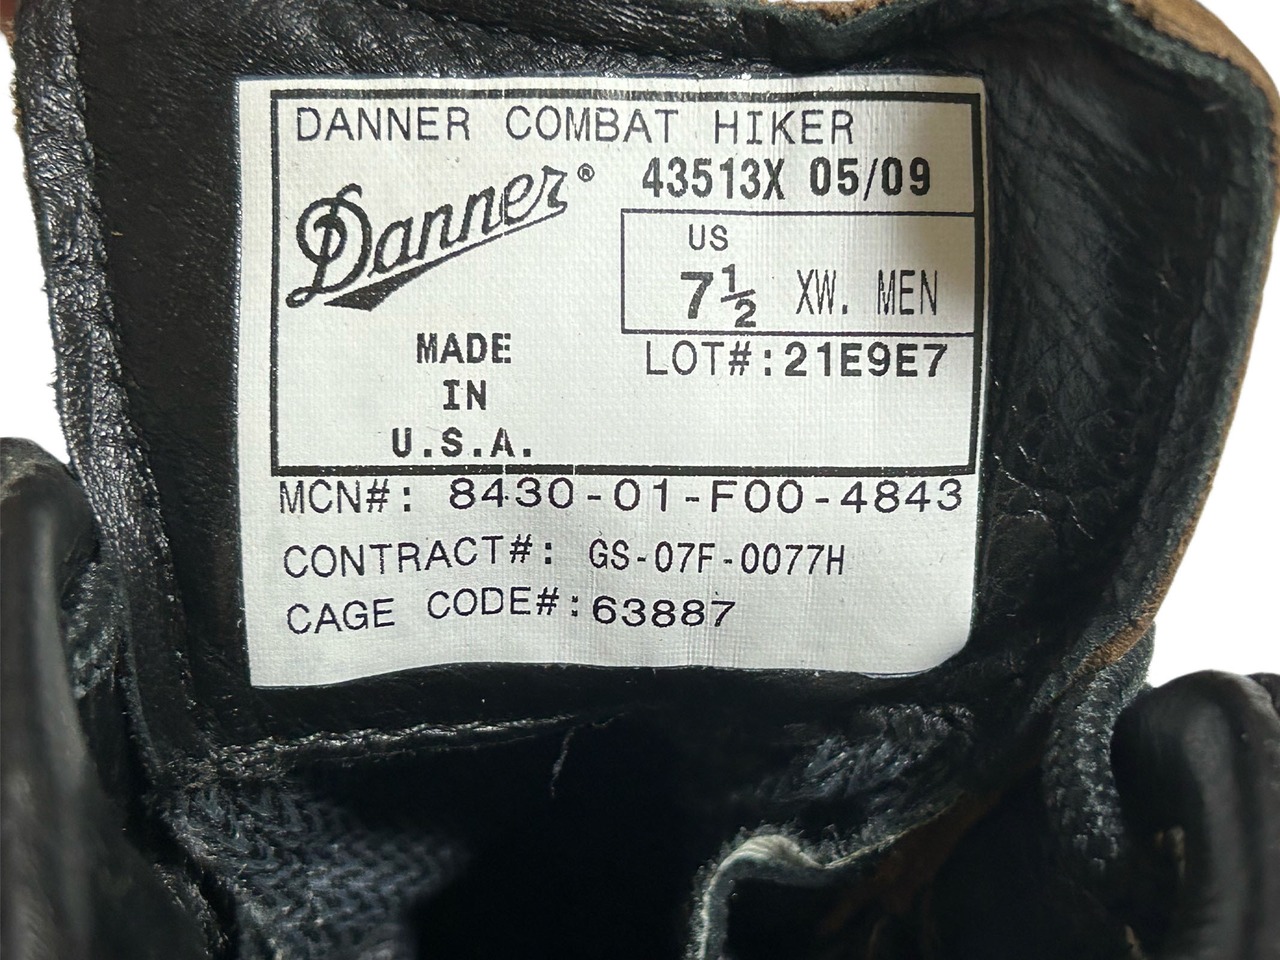 DANNER COMBAT HIKER
Danner®
43513X 05/09
US
7½ XW. MEN
LOT#:21E9E7
MADE
IN
U.S.A.
MCN#: 8430-01-F00-4843
CONTRACT#: GS-07F-0077H
CAGE CODE#:63887